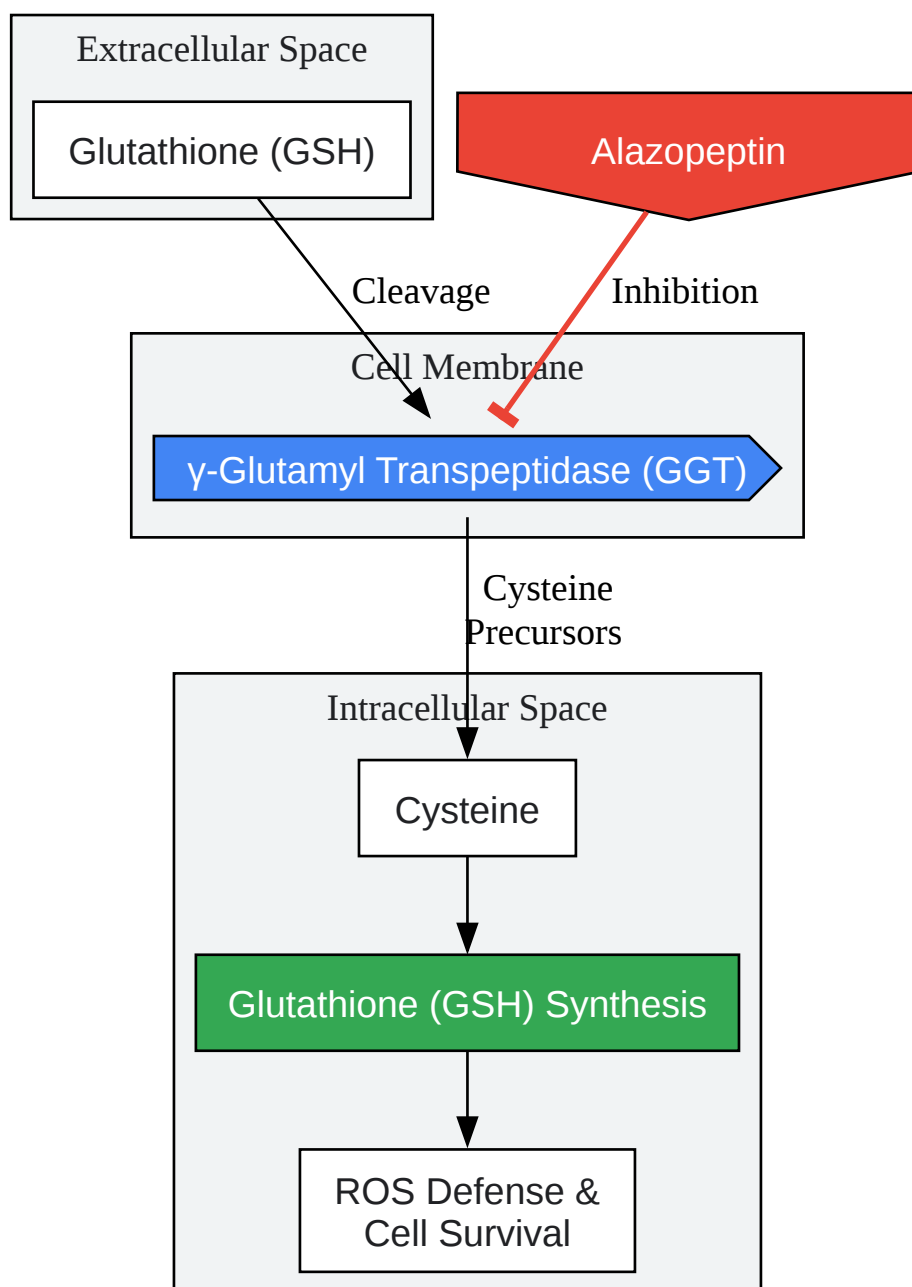 Extracellular Space
Glutathione (GSH)
Alazopeptin
Cleavage
Inhibition
Cell Membrane
γ-Glutamyl Transpeptidase (GGT)
Cysteine
Precursors
Intracellular Space
Cysteine
Glutathione (GSH) Synthesis
ROS Defense &
Cell Survival